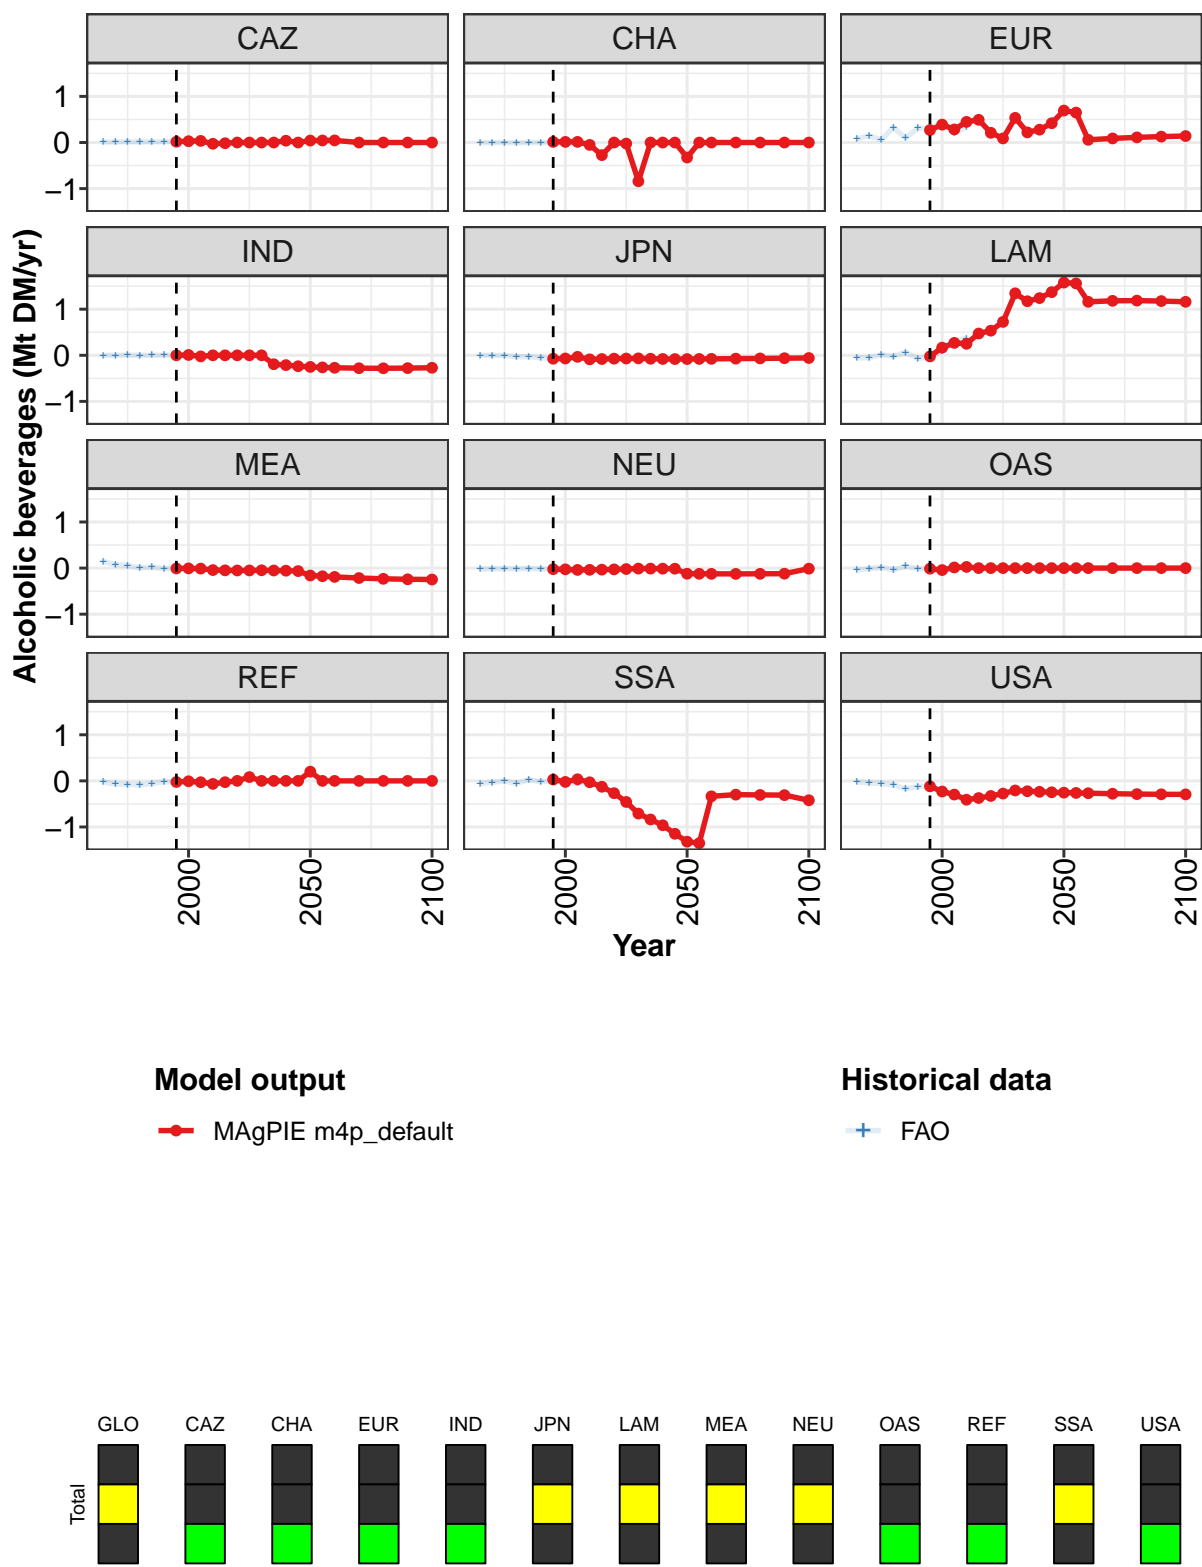 CAZ CHA EUR
1
0
−1
IND JPN LAM
1
0
−1
MEA NEU OAS
1
0
−1
REF SSA USA
1
0
−1
Alcoholic beverages (Mt DM/yr)
2000 2050 2100 2000 2050 2100 2000 2050 2100
Year
Model output
MAgPIE m4p_default
Historical data
FAO
GLO CAZ CHA EUR IND JPN LAM MEA NEU OAS REF SSA USA
Total